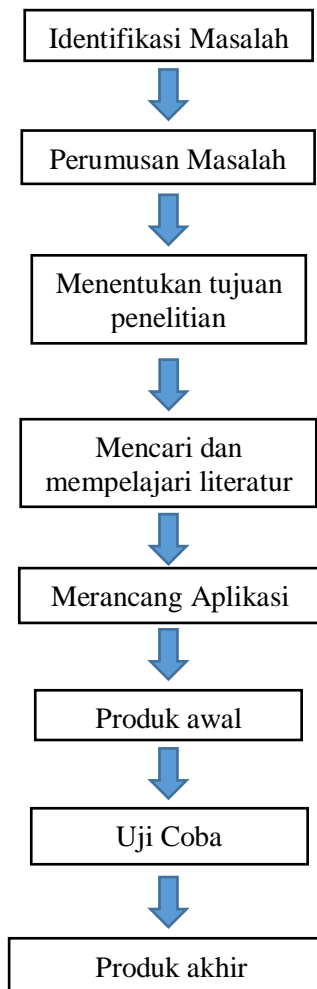 Identifikasi Masalah
Perumusan Masalah
Menentukan tujuan
penelitian
Mencari dan
mempelajari literatur
Merancang Aplikasi
Produk awal
Uji Coba
Produk akhir